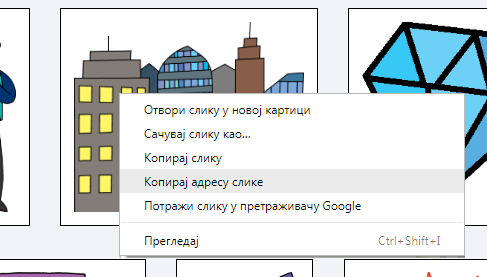 Отвори слику у новој картици
Сачувај слику као...
Копирај слику
Копирај адресу слике
Потражи слику у претраживачу Google
Прегледај Ctrl+Shift+I